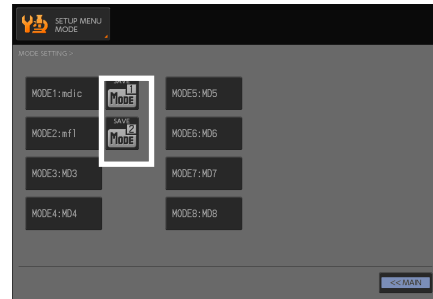 SETUP MENU
MODE
MODE SETTING >
MODE1:mdic
SAVE
1
MODE
MODE5:MD5
MODE2:mfl
SAVE
2
MODE
MODE6:MD6
MODE3:MD3
MODE7:MD7
MODE4:MD4
MODE8:MD8
<< MAIN